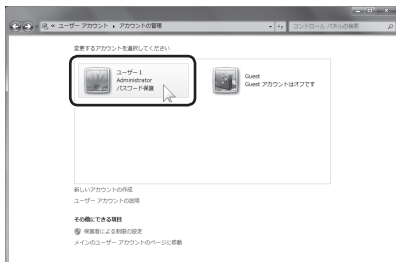 « ユーザー アカウント ▸ アカウントの管理
コントロール パネルの検索
変更するアカウントを選択してください
ユーザー1
Administrator
パスワード保護
Guest
Guest アカウントはオフです
新しいアカウントの作成
ユーザー アカウントの説明
その他にできる項目
保護者による制限の設定
メインのユーザー アカウントのページに移動